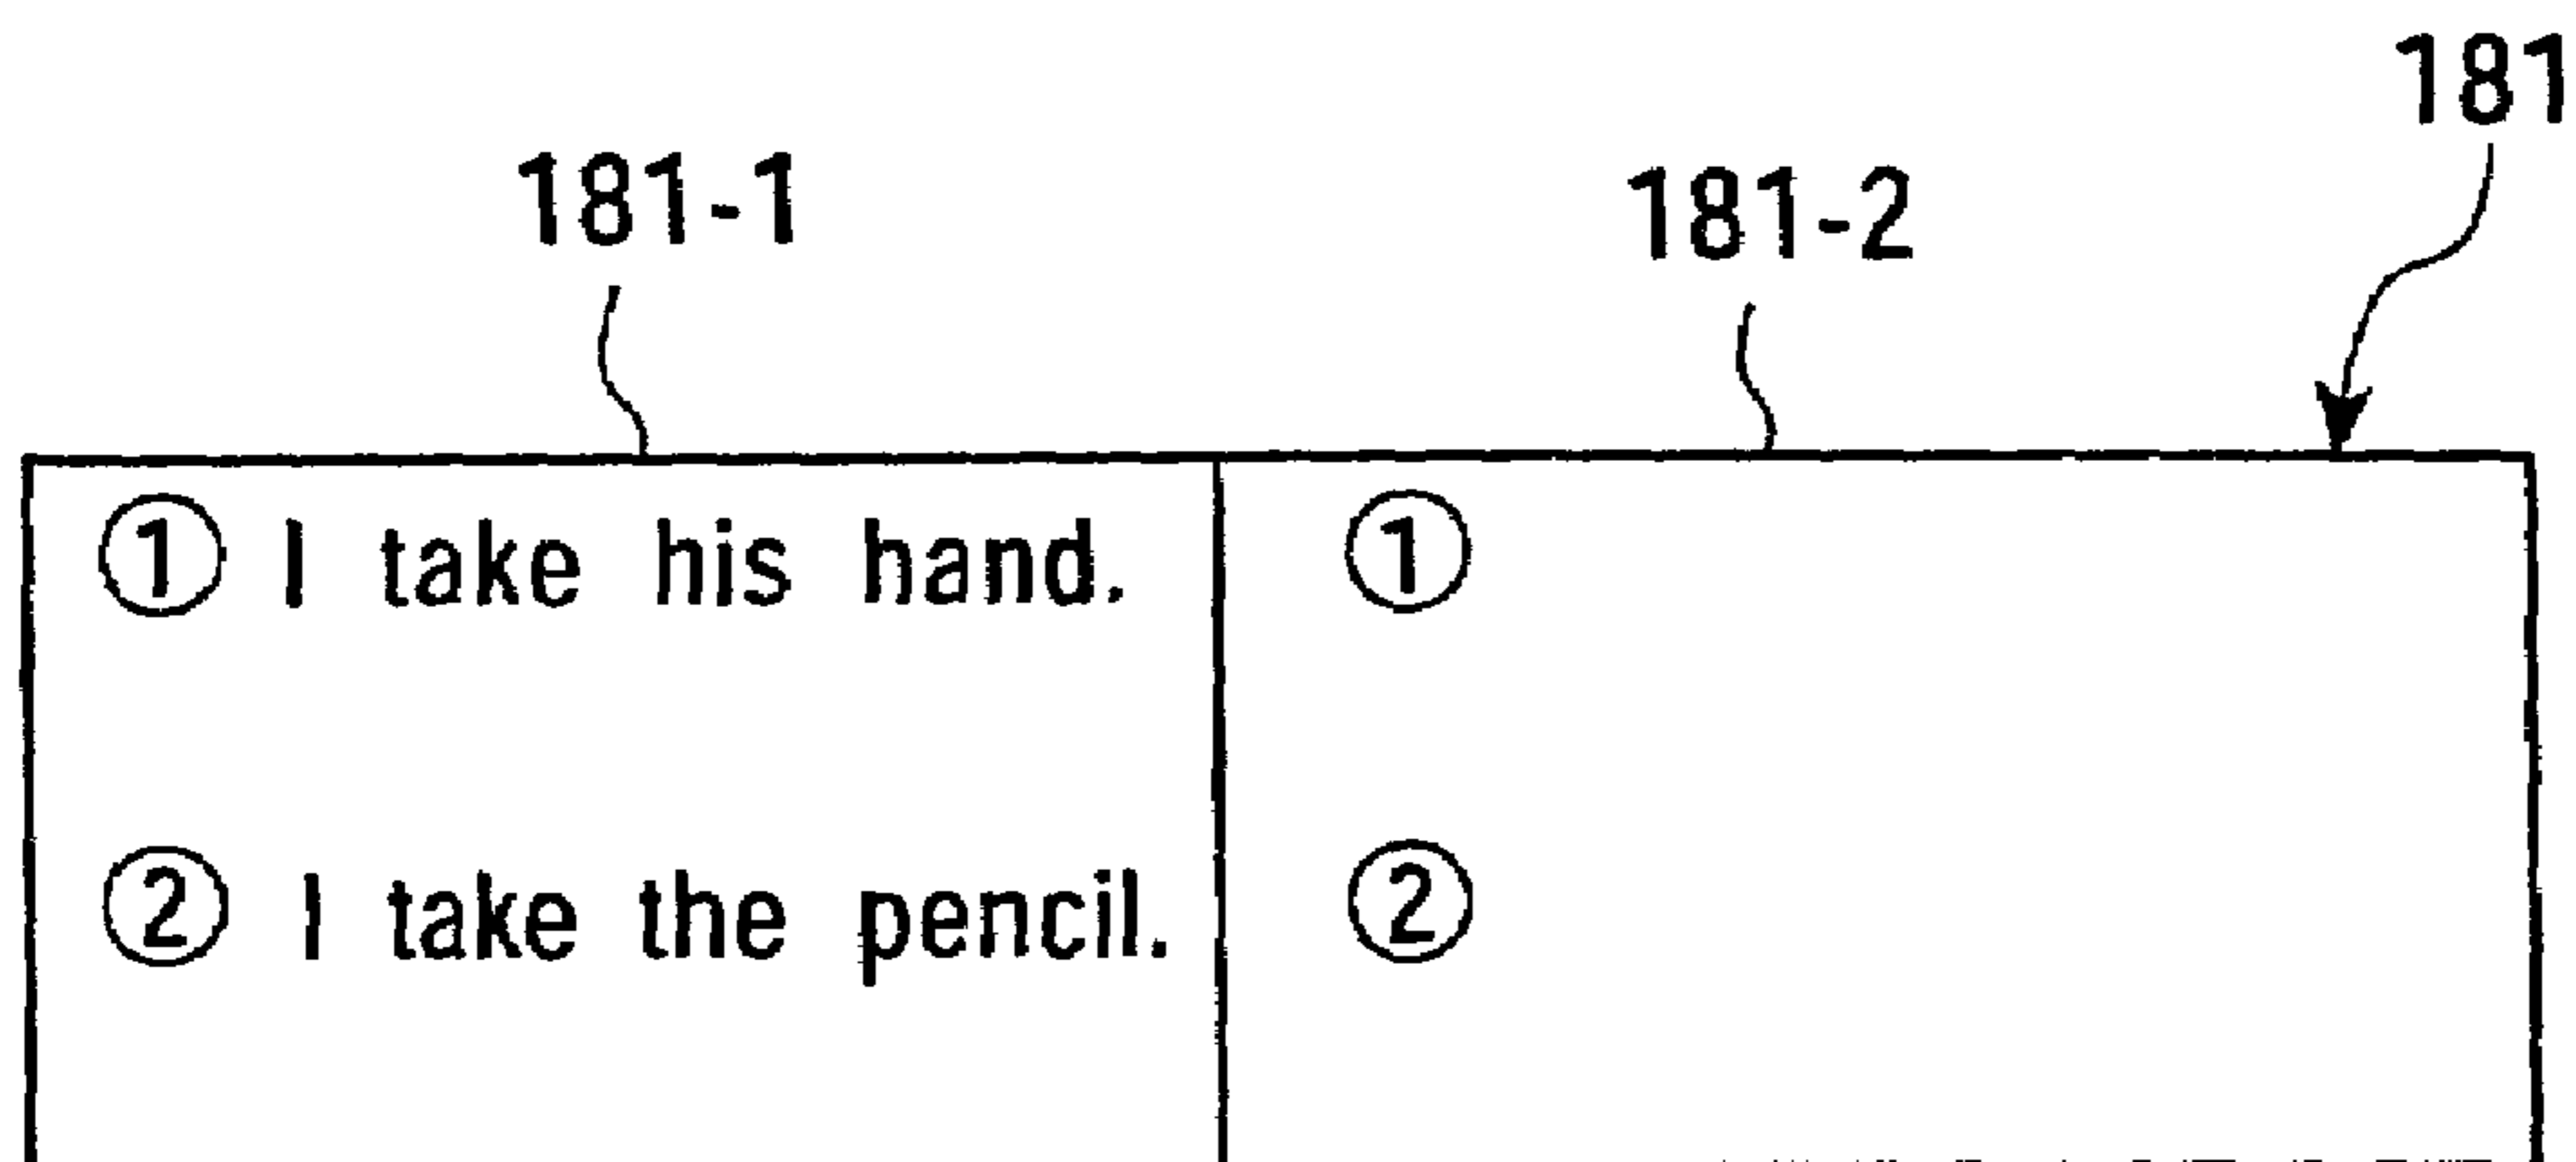 181
181-1 181-2
① I take his hand. ①
② I take the pencil. ②